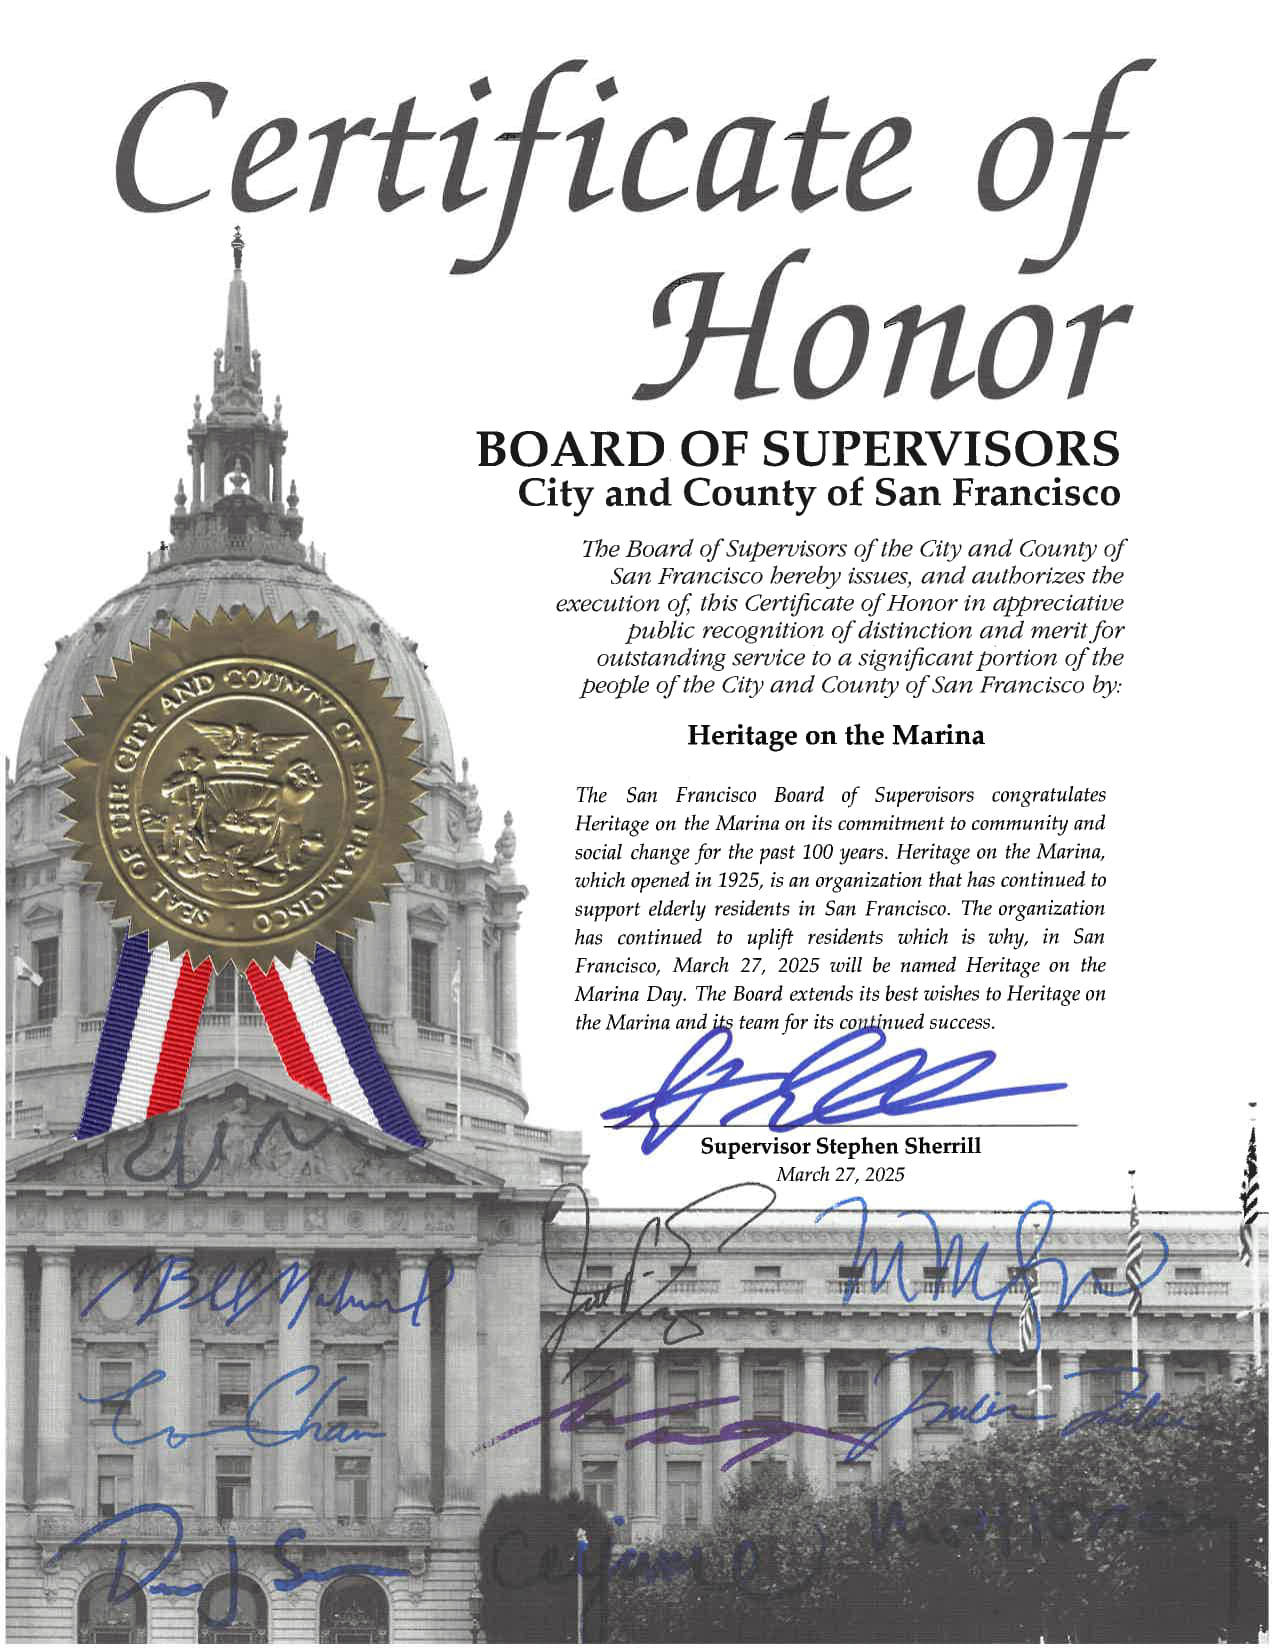 Certificate of
Honor
BOARD OF SUPERVISORS
City and County of San Francisco
The Board of Supervisors of the City and County of
San Francisco hereby issues, and authorizes the
execution of, this Certificate of Honor in appreciative
public recognition of distinction and merit for
outstanding service to a significant portion of the
people of the City and County of San Francisco by:
Heritage on the Marina
SEAL OF THE CITY AND COUNTY OF SAN FRANCISCO
The San Francisco Board of Supervisors congratulates
Heritage on the Marina on its commitment to community and
social change for the past 100 years. Heritage on the Marina,
which opened in 1925, is an organization that has continued to
support elderly residents in San Francisco. The organization
has continued to uplift residents which is why, in San
Francisco, March 27, 2025 will be named Heritage on the
Marina Day. The Board extends its best wishes to Heritage on
the Marina and its team for its continued success.
Supervisor Stephen Sherrill
March 27, 2025
Chan